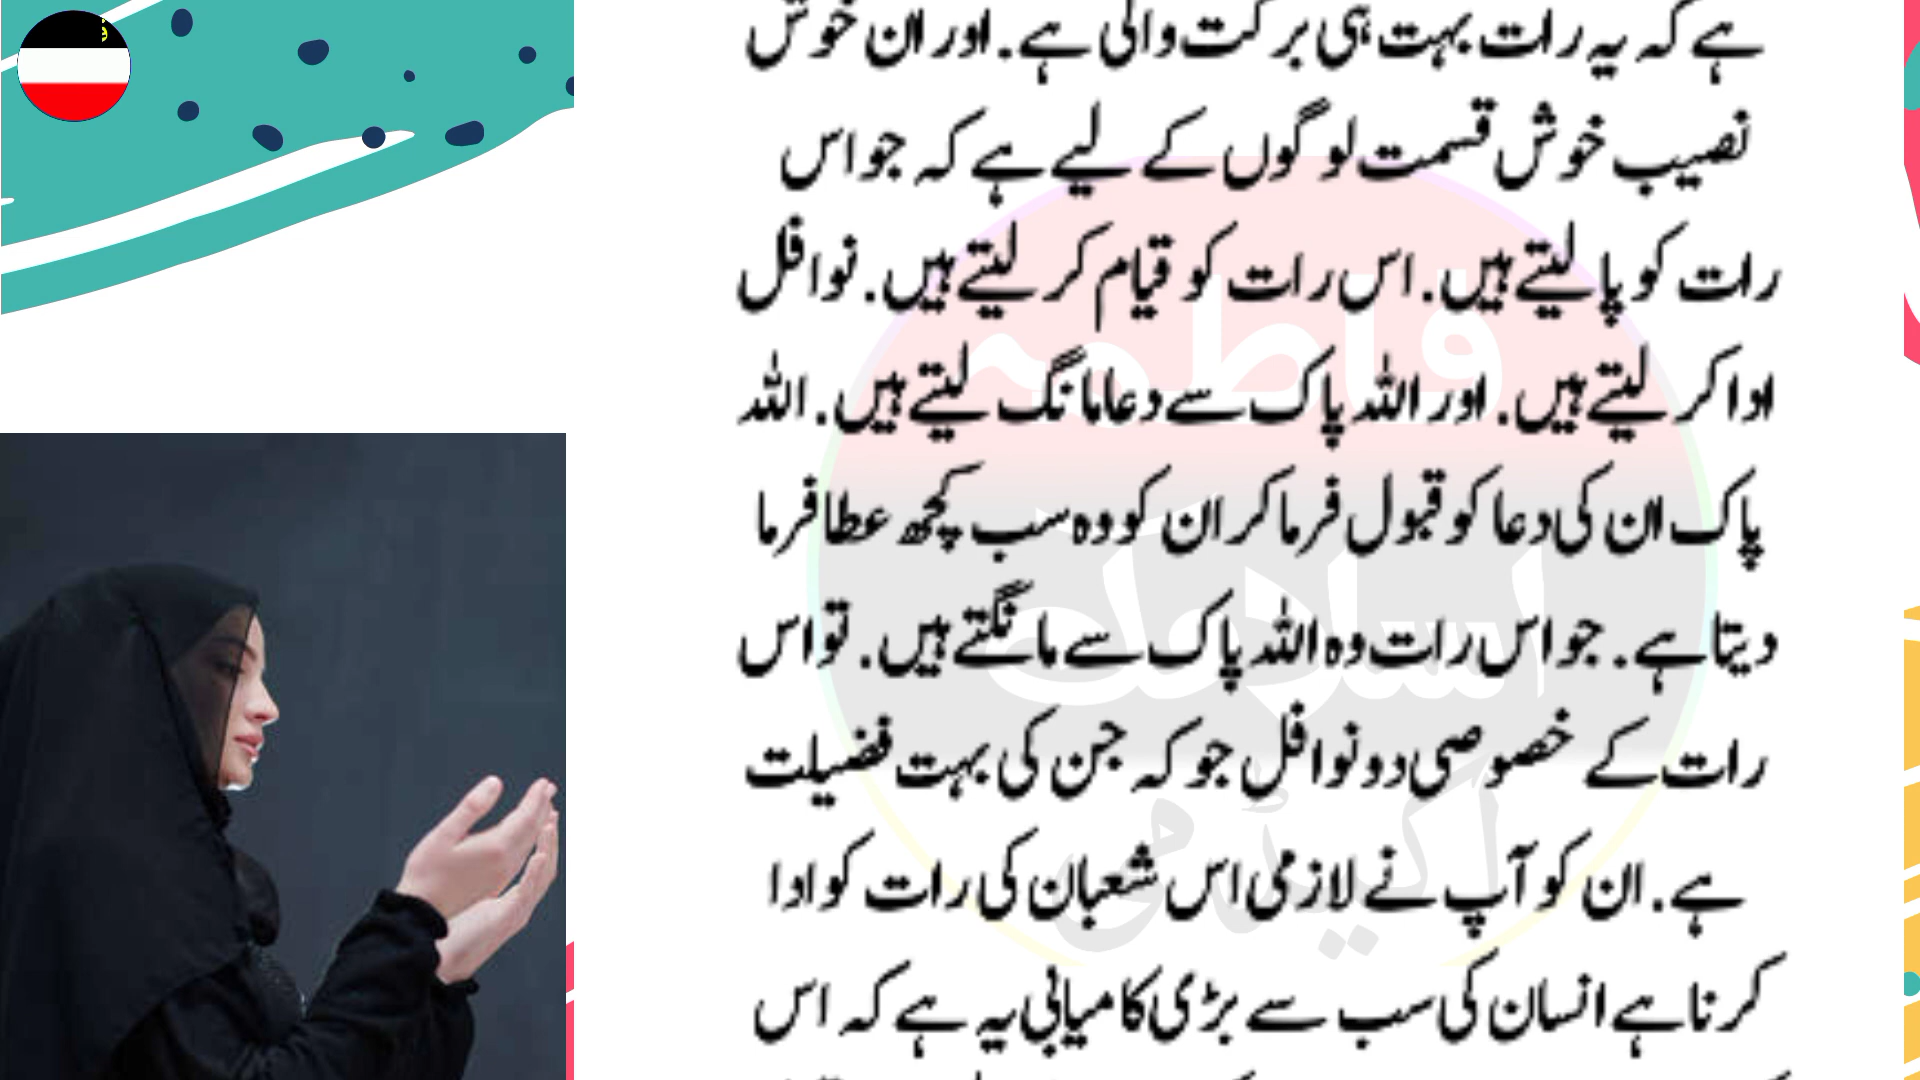 ہے کہ یہ رات بہت ہی برکت والی ہے. اور ان خوش
نصیب خوش قسمت لوگوں کے لیے ہے کہ جو اس
رات کو پا لیتے ہیں. اس رات کو قیام کر لیتے ہیں. نوافل
ادا کر لیتے ہیں. اور اللہ پاک سے دعا مانگ لیتے ہیں. اللہ
پاک ان کی دعا کو قبول فرما کر ان کو وہ سب کچھ عطا فرما
دیتا ہے. جو اس رات وہ اللہ پاک سے مانگتے ہیں. تو اس
رات کے خصوصی دو نوافل جو کہ جن کی بہت فضیلت
ہے. ان کو آپ نے لازمی اس شعبان کی رات کو ادا
کرنا ہے انسان کی سب سے بڑی کامیابی یہ ہے کہ اس
فاطمہ
اسلامک
اکیڈمی